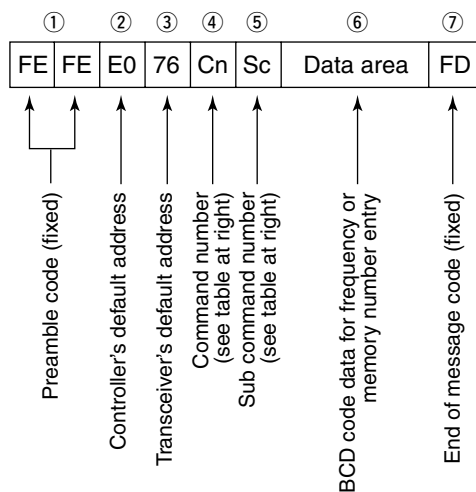 ① ② ③ ④ ⑤ ⑥ ⑦
FE FE E0 76 Cn Sc Data area FD
Preamble code (fixed)
Controller's default address
Transceiver's default address
Command number
(see table at right)
Sub command number
(see table at right)
BCD code data for frequency or
memory number entry
End of message code (fixed)